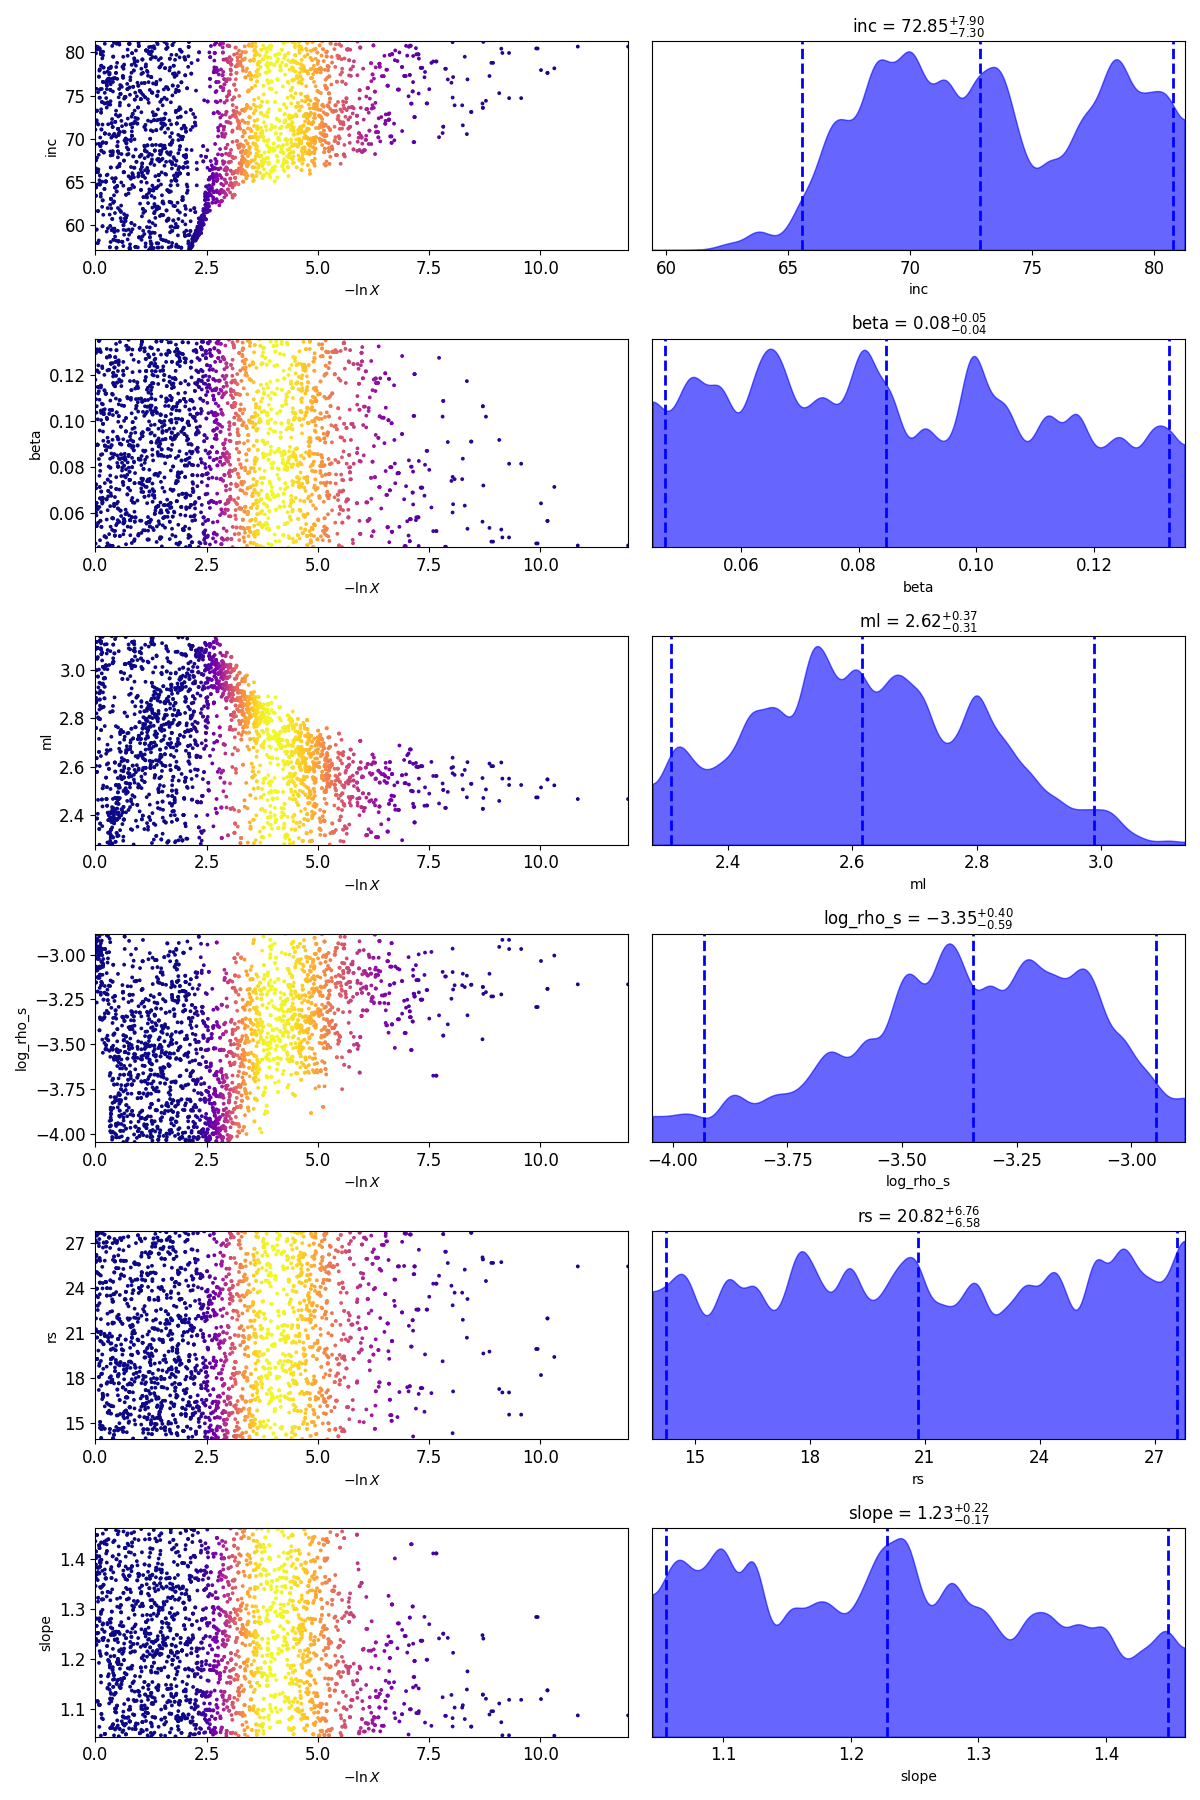 inc = 72.85 +7.90 −7.30
80
75
70
65
60
inc
0.0 2.5 5.0 7.5 10.0
−ln X
60 65 70 75 80
inc
beta = 0.08 +0.05 −0.04
0.12
0.10
0.08
0.06
beta
0.0 2.5 5.0 7.5 10.0
−ln X
0.06 0.08 0.10 0.12
beta
ml = 2.62 +0.37 −0.31
3.0
2.8
2.6
2.4
ml
0.0 2.5 5.0 7.5 10.0
−ln X
2.4 2.6 2.8 3.0
ml
log_rho_s = −3.35 +0.40 −0.59
−3.00
−3.25
−3.50
−3.75
−4.00
log_rho_s
0.0 2.5 5.0 7.5 10.0
−ln X
−4.00 −3.75 −3.50 −3.25 −3.00
log_rho_s
rs = 20.82 +6.76 −6.58
27
24
21
18
15
rs
0.0 2.5 5.0 7.5 10.0
−ln X
15 18 21 24 27
rs
slope = 1.23 +0.22 −0.17
1.4
1.3
1.2
1.1
slope
0.0 2.5 5.0 7.5 10.0
−ln X
1.1 1.2 1.3 1.4
slope